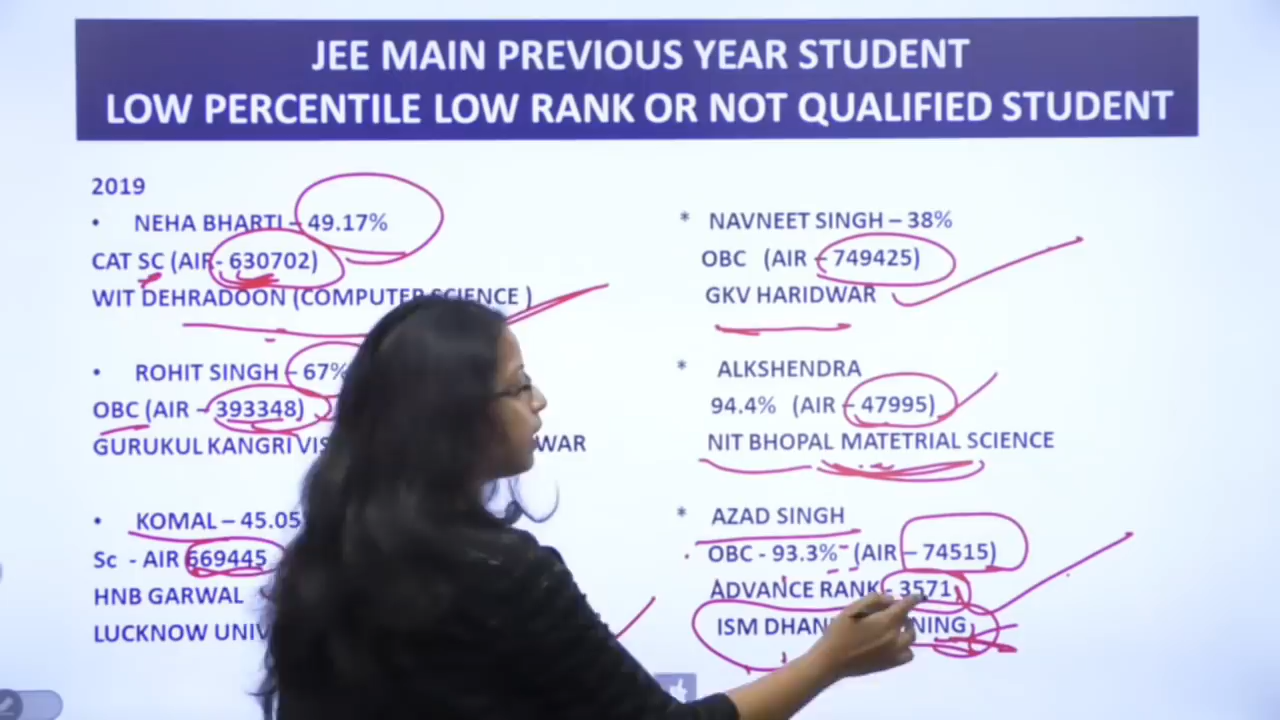 JEE MAIN PREVIOUS YEAR STUDENT
LOW PERCENTILE LOW RANK OR NOT QUALIFIED STUDENT
2019
• NEHA BHARTI – 49.17%
CAT SC (AIR- 630702)
WIT DEHRADOON (COMPUTER SCIENCE )
• ROHIT SINGH – 67%
OBC (AIR – 393348)
GURUKUL KANGRI
• KOMAL – 45.05
Sc - AIR 669445
HNB GARWAL
LUCKNOW
* NAVNEET SINGH – 38%
OBC (AIR – 749425)
GKV HARIDWAR
* ALKSHENDRA
94.4% (AIR – 47995)
NIT BHOPAL MATETRIAL SCIENCE
* AZAD SINGH
OBC - 93.3% (AIR – 74515)
ADVANCE RANK - 3571
ISM